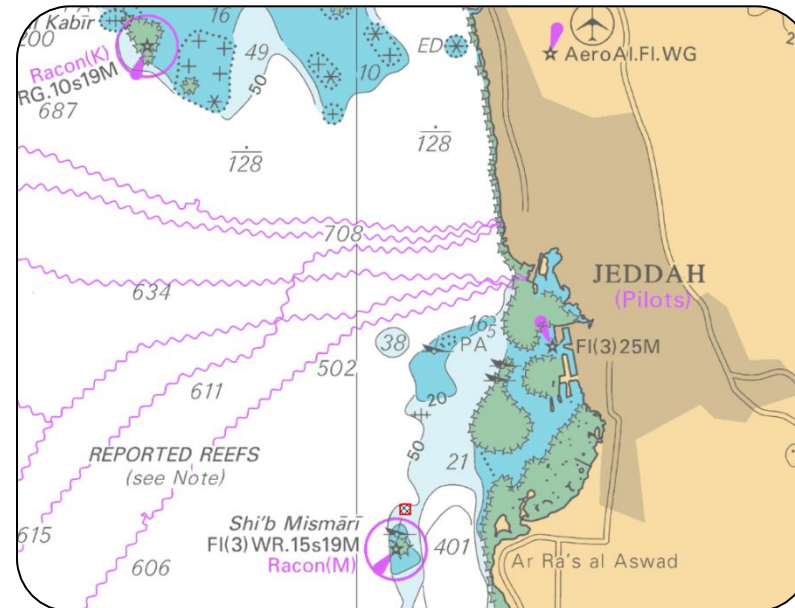 l Kabīr
200
16
Racon(K)
RG.10s19M
687
49
50
10
ED
AeroAl.Fl.WG
128
128
708
634
JEDDAH
(Pilots)
16₅
PA
Fl(3)25M
38
502
611
20
50
REPORTED REEFS
(see Note)
21
615
Shi'b Mismārī
Fl(3)WR.15s19M
Racon(M)
606
401
Ar Ra's al Aswad